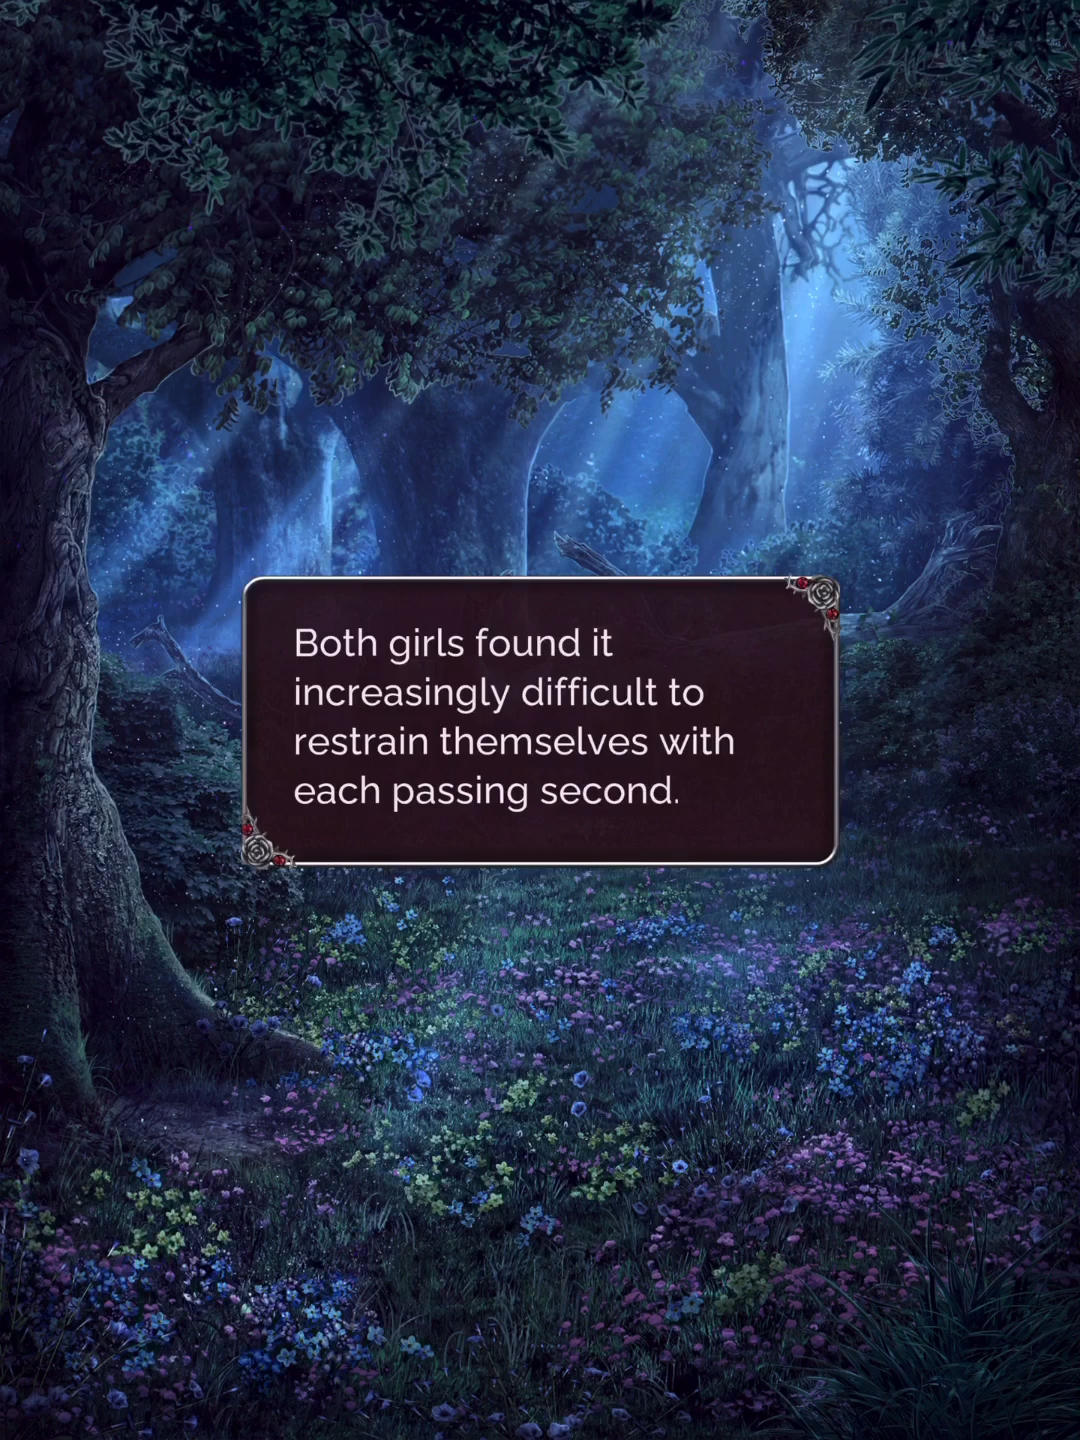 Both girls found it
increasingly difficult to
restrain themselves with
each passing second.